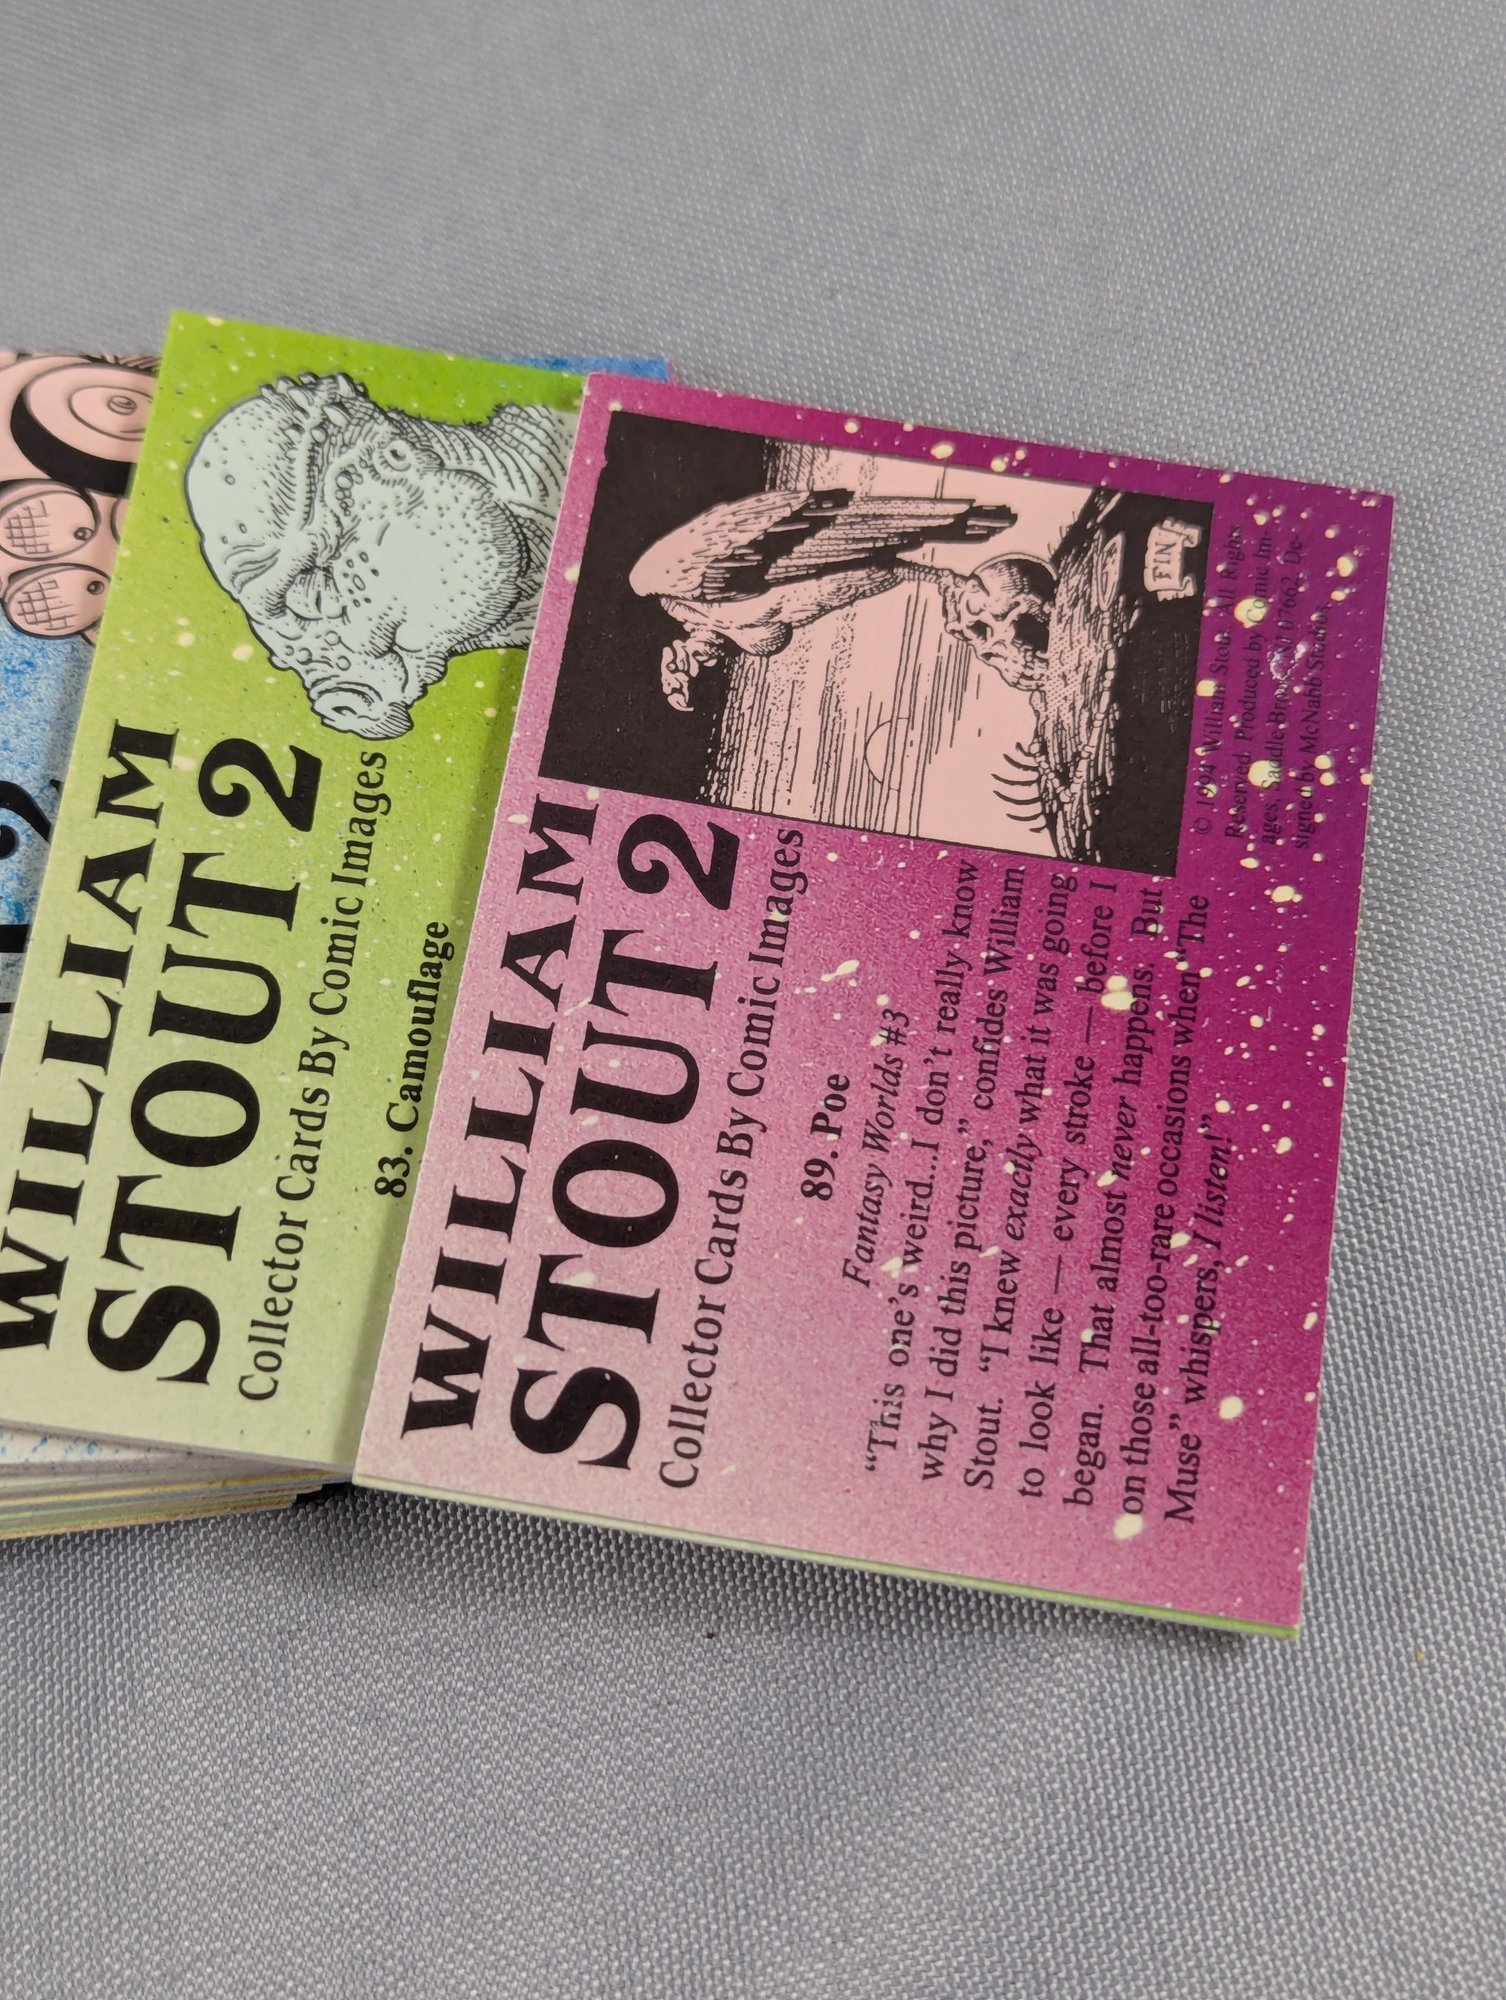 WILLIAM
STOUT 2
Collector Cards By Comic Images
83. Camouflage
WILLIAM
STOUT 2
Collector Cards By Comic Images
89. Poe
Fantasy Worlds #3
“This one’s weird...I don’t really know
why I did this picture,” confides William
Stout. “I knew exactly what it was going
to look like — every stroke — before I
began. That almost never happens. But
on those all-too-rare occasions when “The
Muse” whispers, I listen!”
FIN
© 1994 William Stout. All Rights
Reserved. Produced by Comic Im-
ages, Saddle Brook, NJ 07662. De-
signed by McNabb Studios.